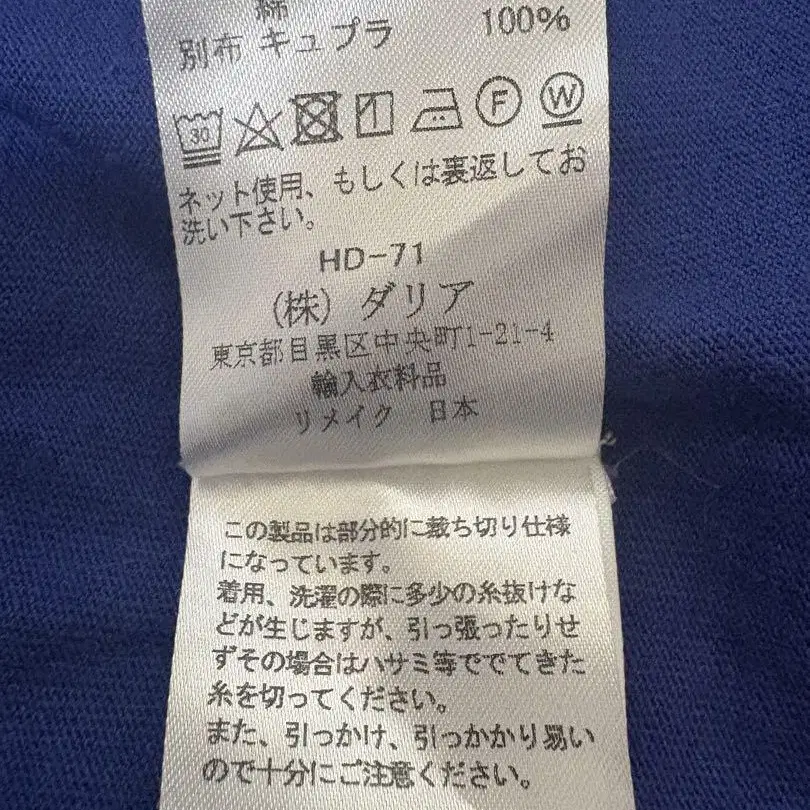 綿
別布 キュプラ 100%
30 1 F W
ネット使用、もしくは裏返してお
洗い下さい。
HD-71
(株) ダリア
東京都目黒区中央町1-21-4
輸入衣料品
リメイク 日本
この製品は部分的に裁ち切り仕様
になっています。
着用、洗濯の際に多少の糸抜けな
どが生じますが、引っ張ったりせ
ずその場合はハサミ等ででてきた
糸を切ってください。
また、引っかけ、引っかかり易い
ので十分にご注意ください。